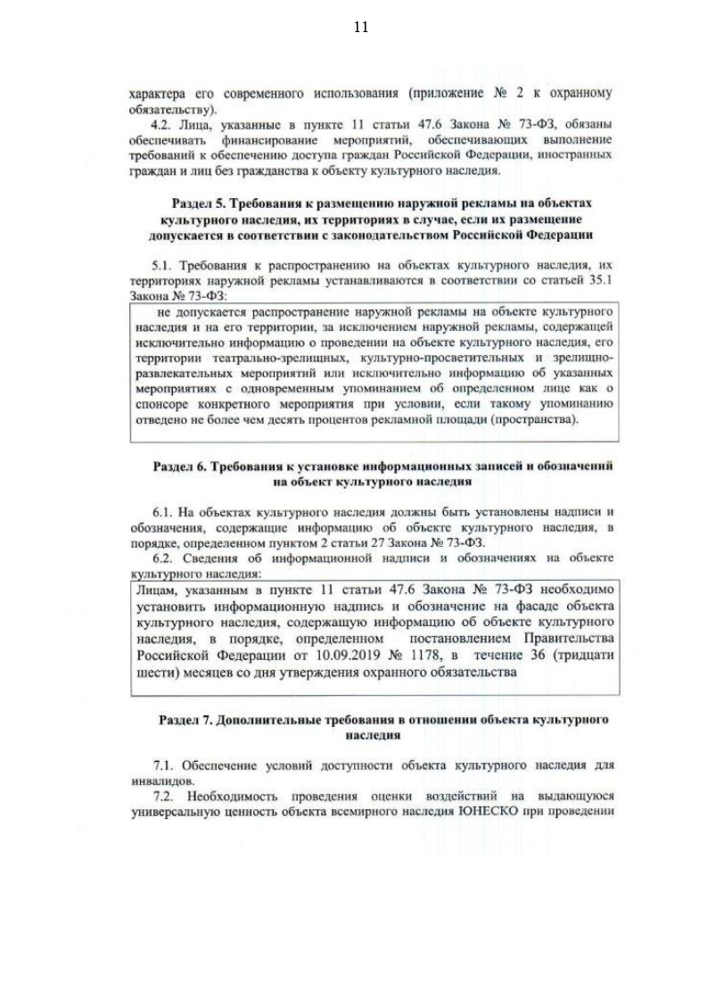 11
характера его современного использования (приложение № 2 к охранному
обязательству).
4.2. Лица, указанные в пункте 11 статьи 47.6 Закона № 73-ФЗ, обязаны
обеспечивать финансирование мероприятий, обеспечивающих выполнение
требований к обеспечению доступа граждан Российской Федерации, иностранных
граждан и лиц без гражданства к объекту культурного наследия.
Раздел 5. Требования к размещению наружной рекламы на объектах
культурного наследия, их территориях в случае, если их размещение
допускается в соответствии с законодательством Российской Федерации
5.1. Требования к распространению на объектах культурного наследия, их
территориях наружной рекламы устанавливаются в соответствии со статьей 35.1
Закона № 73-ФЗ:
не допускается распространение наружной рекламы на объекте культурного
наследия и на его территории, за исключением наружной рекламы, содержащей
исключительно информацию о проведении на объекте культурного наследия, его
территории театрально-зрелищных, культурно-просветительных и зрелищно-
развлекательных мероприятий или исключительно информацию об указанных
мероприятиях с одновременным упоминанием об определенном лице как о
спонсоре конкретного мероприятия при условии, если такому упоминанию
отведено не более чем десять процентов рекламной площади (пространства).
Раздел 6. Требования к установке информационных записей и обозначений
на объект культурного наследия
6.1. На объектах культурного наследия должны быть установлены надписи и
обозначения, содержащие информацию об объекте культурного наследия, в
порядке, определенном пунктом 2 статьи 27 Закона № 73-ФЗ.
6.2. Сведения об информационной надписи и обозначениях на объекте
культурного наследия:
Лицам, указанным в пункте 11 статьи 47.6 Закона № 73-ФЗ необходимо
установить информационную надпись и обозначение на фасаде объекта
культурного наследия, содержащую информацию об объекте культурного
наследия, в порядке, определенном постановлением Правительства
Российской Федерации от 10.09.2019 № 1178, в течение 36 (тридцати
шести) месяцев со дня утверждения охранного обязательства
Раздел 7. Дополнительные требования в отношении объекта культурного
наследия
7.1. Обеспечение условий доступности объекта культурного наследия для
инвалидов.
7.2. Необходимость проведения оценки воздействий на выдающуюся
универсальную ценность объекта всемирного наследия ЮНЕСКО при проведении